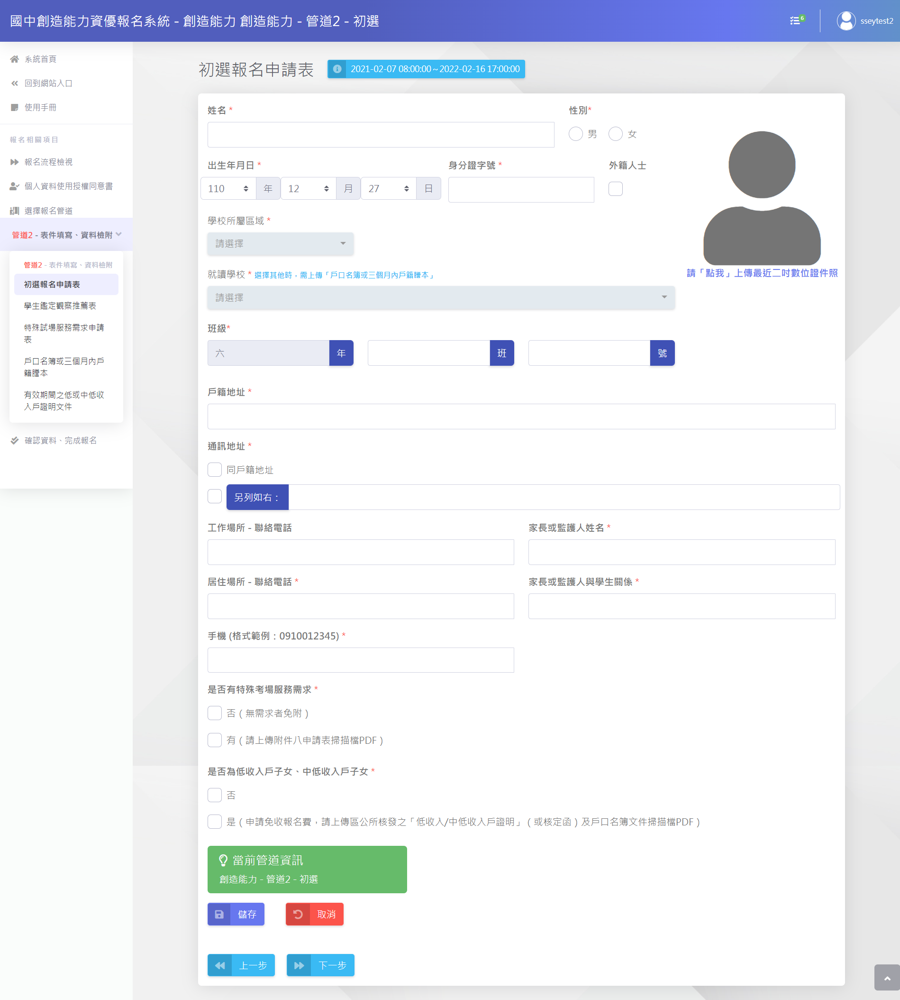 國中創造能力資優報名系統 - 創造能力 創造能力 - 管道2 - 初選
6
sseytest2
系統首頁
回到網站入口
使用手冊
報名相關項目
報名流程檢視
個人資料使用授權同意書
選擇報名管道
管道2 - 表件填寫、資料檢附
管道2 - 表件填寫、資料檢附
初選報名申請表
學生鑑定觀察推薦表
特殊試場服務需求申請
表
戶口名簿或三個月內戶
籍謄本
有效期間之低或中低收
入戶證明文件
確認資料、完成報名
初選報名申請表
2021-02-07 08:00:00 ~ 2022-02-16 17:00:00
姓名 *
性別*
男 女
出生年月日 *
身分證字號 *
外籍人士
110 年 12 月 27 日
學校所屬區域 *
請選擇
請「點我」上傳最近二吋數位證件照
就讀學校 * 選擇其他時，需上傳「戶口名簿或三個月內戶籍謄本」
請選擇
班級*
六 年 班 號
戶籍地址 *
通訊地址 *
同戶籍地址
另列如右：
工作場所 - 聯絡電話
家長或監護人姓名 *
居住場所 - 聯絡電話 *
家長或監護人與學生關係 *
手機 (格式範例：0910012345) *
是否有特殊考場服務需求 *
否（無需求者免附）
有（請上傳附件八申請表掃描檔PDF）
是否為低收入戶子女、中低收入戶子女 *
否
是（申請免收報名費，請上傳區公所核發之「低收入/中低收入戶證明」（或核定函）及戶口名簿文件掃描檔PDF）
當前管道資訊
創造能力 - 管道2 - 初選
儲存
取消
上一步
下一步